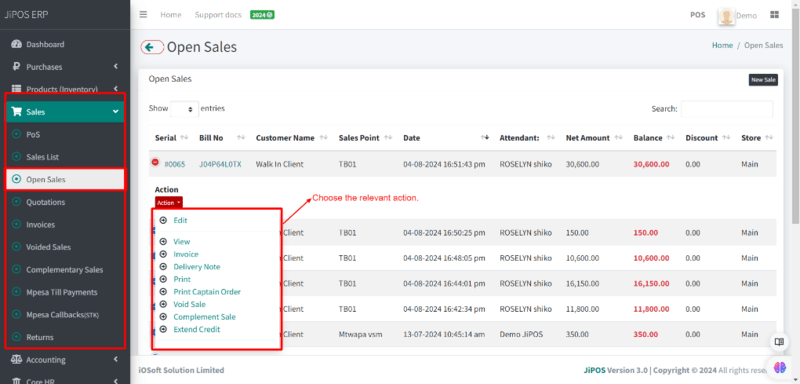 JiPOS ERP
Home Support docs 2024 POS Demo
Dashboard
Purchases
Products (Inventory)
Sales
PoS
Sales List
Open Sales
Quotations
Invoices
Voided Sales
Complementary Sales
Mpesa Till Payments
Mpesa Callbacks(STK)
Returns
Accounting
Core HR
Open Sales
Home / Open Sales
Open Sales
New Sale
Show entries
Search:
Serial Bill No Customer Name Sales Point Date Attendant: Net Amount Balance Discount Store
#0065 J04P64L0TX Walk In Client TB01 04-08-2024 16:51:43 pm ROSELYN shiko 30,600.00 30,600.00 0.00 Main
Action
Action
Choose the relevant action.
Edit
View
Invoice
Delivery Note
Print
Print Captain Order
Void Sale
Complement Sale
Extend Credit
Client TB01 04-08-2024 16:50:25 pm ROSELYN shiko 150.00 150.00 0.00 Main
Client TB01 04-08-2024 16:48:05 pm ROSELYN shiko 10,600.00 10,600.00 0.00 Main
Client TB01 04-08-2024 16:44:01 pm ROSELYN shiko 16,150.00 16,150.00 0.00 Main
Client TB01 04-08-2024 16:42:34 pm ROSELYN shiko 11,800.00 11,800.00 0.00 Main
Client Mtwapa vsm 13-07-2024 10:45:14 am Demo JiPOS 350.00 350.00 0.00 Main
iOSoft Solution Limited
JiPOS Version 3.0 | Copyright © 2024 All rights